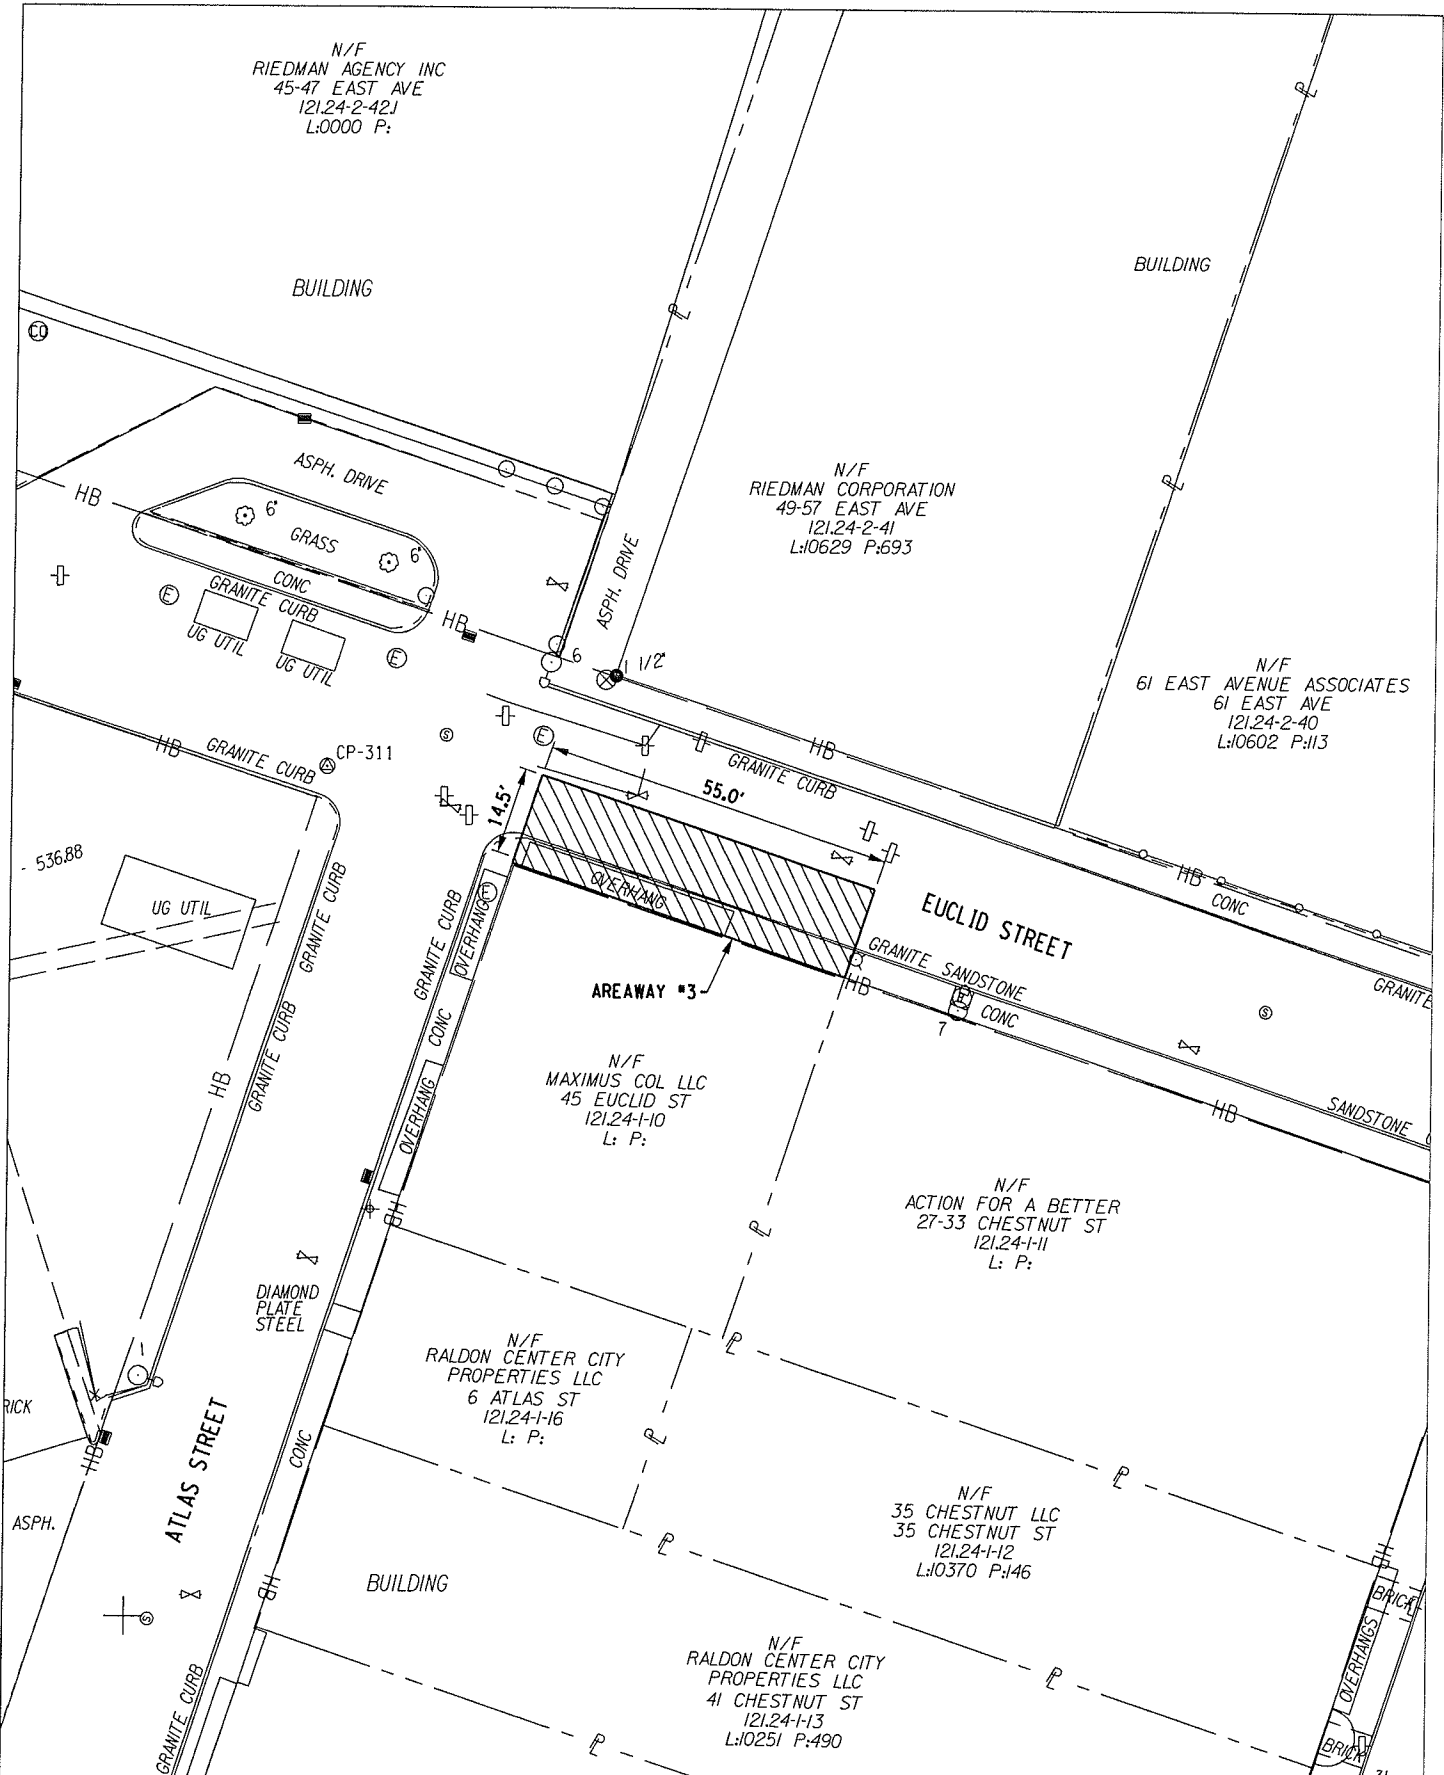 N/F
RIEDMAN AGENCY INC
45-47 EAST AVE
121.24-2-42.1
L:0000 P:
BUILDING
BUILDING
CO
ASPH. DRIVE
HB
6"
GRASS
6"
CONC
GRANITE CURB
HB
E
UG UTIL
UG UTIL
E
ASPH. DRIVE
6
1 1/2"
N/F
RIEDMAN CORPORATION
49-57 EAST AVE
121.24-2-41
L:10629 P:693
N/F
61 EAST AVENUE ASSOCIATES
61 EAST AVE
121.24-2-40
L:10602 P:113
HB
GRANITE CURB
CP-311
S
E
HB
GRANITE CURB
55.0'
14.5'
536.88
UG UTIL
GRANITE CURB
GRANITE CURB
GRANITE CURB
HB
GRANITE CURB
OVERHANG
E
OVERHANG
CONC
OVERHANG
HB
AREAWAY #3
EUCLID STREET
HB
CONC
GRANITE
GRANITE SANDSTONE
HB
E
CONC
7
S
HB
SANDSTONE
N/F
MAXIMUS COL LLC
45 EUCLID ST
121.24-1-10
L: P:
N/F
ACTION FOR A BETTER
27-33 CHESTNUT ST
121.24-1-11
L: P:
DIAMOND
PLATE
STEEL
N/F
RALDON CENTER CITY
PROPERTIES LLC
6 ATLAS ST
121.24-1-16
L: P:
RICK
HB
ASPH.
ATLAS STREET
CONC
HB
S
GRANITE CURB
BUILDING
N/F
35 CHESTNUT LLC
35 CHESTNUT ST
121.24-1-12
L:10370 P:146
N/F
RALDON CENTER CITY
PROPERTIES LLC
41 CHESTNUT ST
121.24-1-13
L:10251 P:490
HB
BRICK
OVERHANGS
BRICK